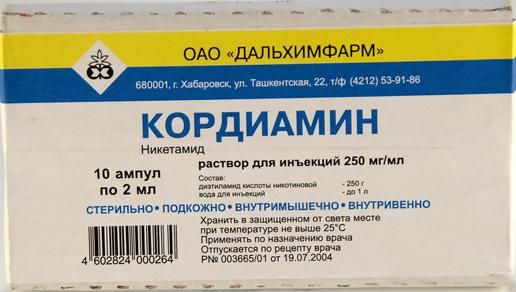 ОАО «ДАЛЬХИМФАРМ»
680001, г. Хабаровск, ул. Ташкентская, 22, т/ф (4212) 53-91-86
КОРДИАМИН
Никетамид
раствор для инъекций 250 мг/мл
10 ампул
по 2 мл
Состав:
диэтиламид кислоты никотиновой - 250 г
вода для инъекций - до 1 л
СТЕРИЛЬНО • ПОДКОЖНО • ВНУТРИМЫШЕЧНО • ВНУТРИВЕННО
Хранить в защищенном от света месте
при температуре не выше 25°C
Применять по назначению врача
Отпускается по рецепту врача
P№ 003665/01 от 19.07.2004
4 602824 000264